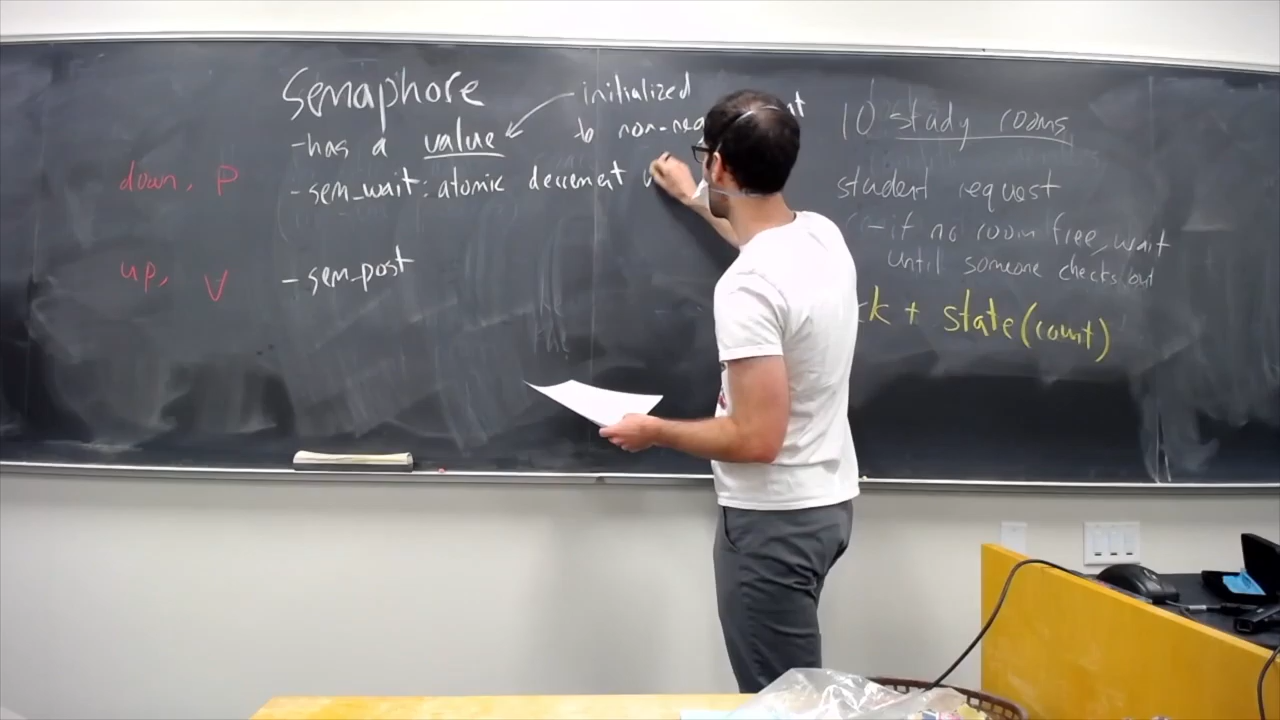 Semaphore
-has a value
initialized
to non-neg
down, P
-sem_wait: atomic decrement
up, V
-sem_post
10 study rooms
student request
-if no room free, wait
until someone checks out
k + state(count)